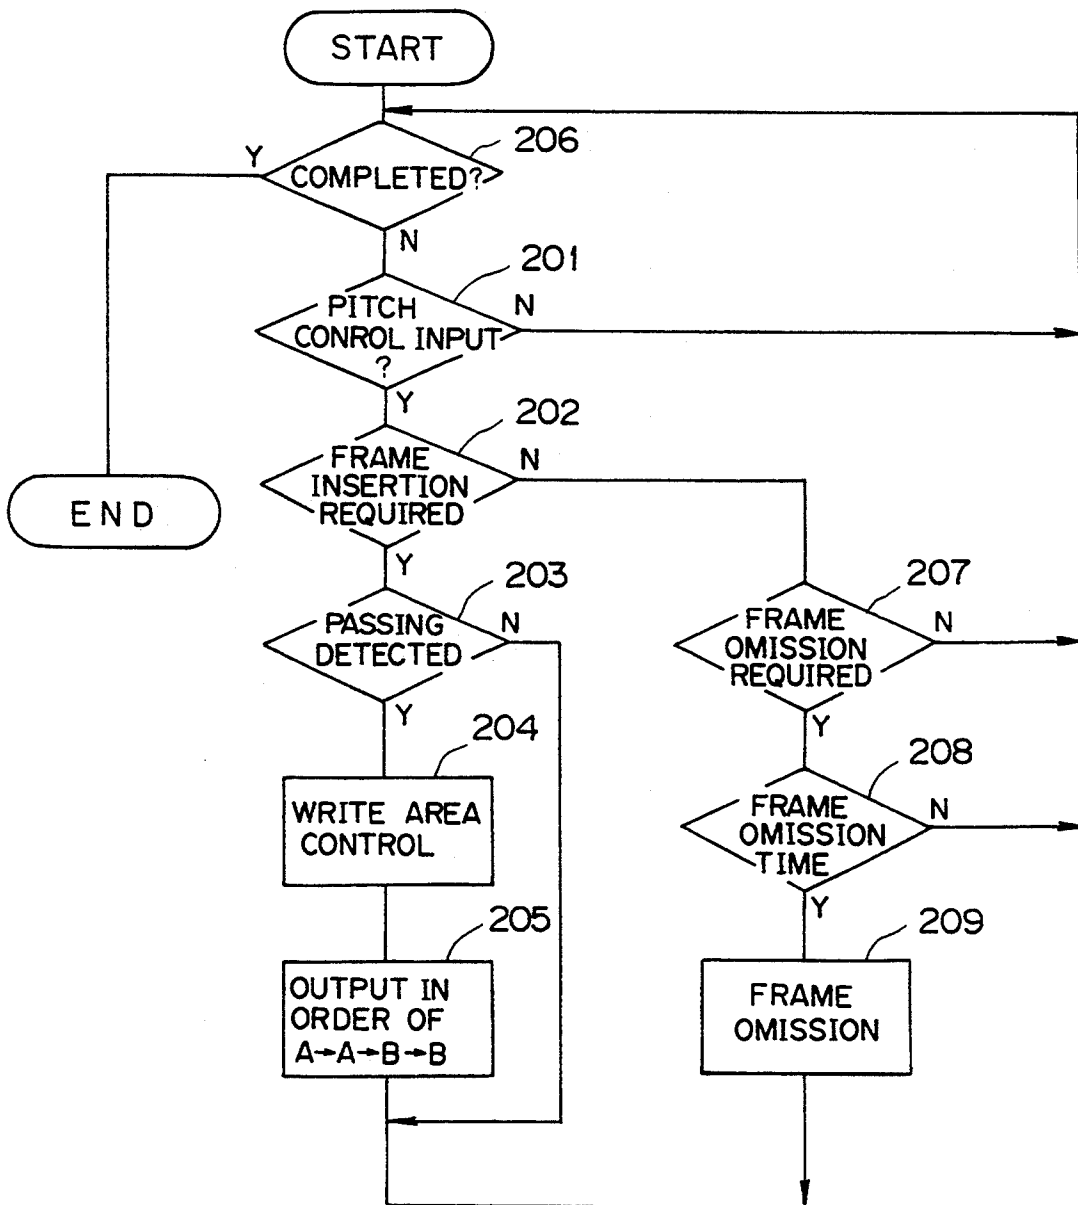 START
206
Y
COMPLETED?
N
201
PITCH
CONROL INPUT
?
N
Y
202
FRAME
INSERTION
REQUIRED
N
END
Y
203
PASSING
DETECTED
N
207
FRAME
OMISSION
REQUIRED
N
Y
Y
204
WRITE AREA
CONTROL
208
FRAME
OMISSION
TIME
N
Y
205
OUTPUT IN
ORDER OF
A→A→B→B
209
FRAME
OMISSION